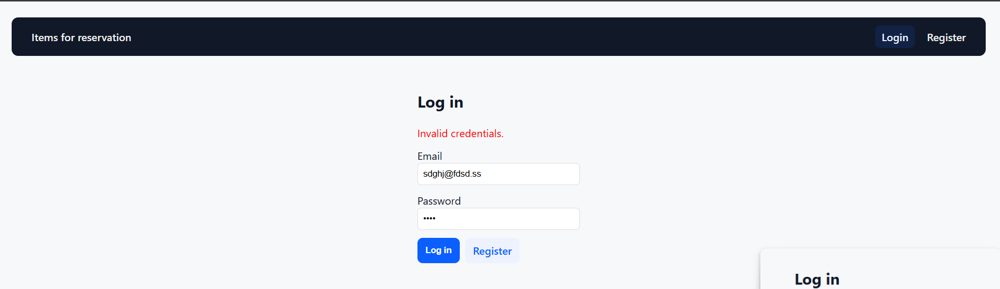 Items for reservation
Login
Register
Log in
Invalid credentials.
Email
sdghj@fdsd.ss
Password
••••
Log in
Register
Log in